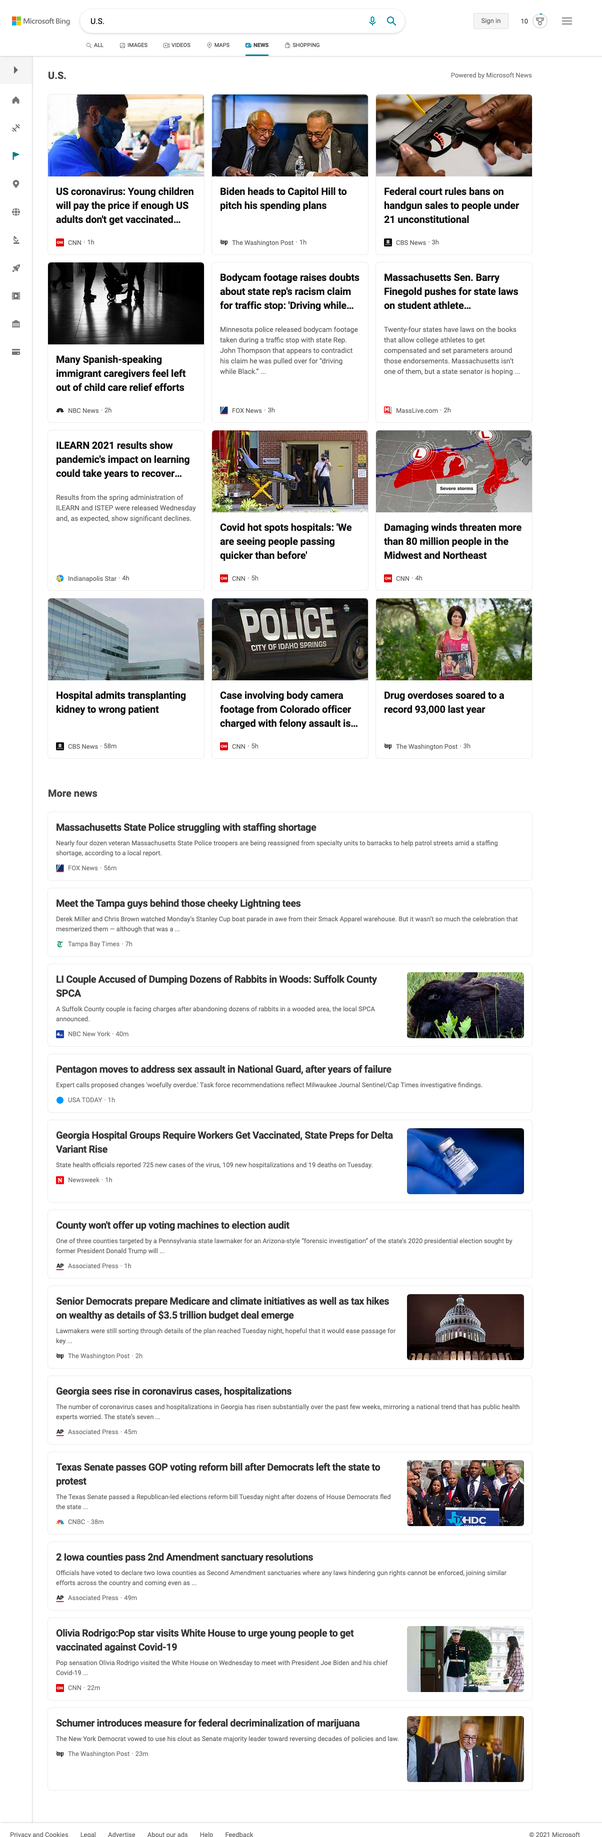 Microsoft Bing
U.S.
Sign in
10
ALL
IMAGES
VIDEOS
MAPS
NEWS
SHOPPING
U.S.
Powered by Microsoft News
US coronavirus: Young children
will pay the price if enough US
adults don't get vaccinated...
CNN · 1h
Biden heads to Capitol Hill to
pitch his spending plans
wp The Washington Post · 1h
Federal court rules bans on
handgun sales to people under
21 unconstitutional
CBS News · 3h
Many Spanish-speaking
immigrant caregivers feel left
out of child care relief efforts
NBC News · 2h
Bodycam footage raises doubts
about state rep's racism claim
for traffic stop: 'Driving while...
Minnesota police released bodycam footage
taken during a traffic stop with state Rep.
John Thompson that appears to contradict
his claim he was pulled over for "driving
while Black." ...
FOX News · 3h
Massachusetts Sen. Barry
Finegold pushes for state laws
on student athlete...
Twenty-four states have laws on the books
that allow college athletes to get
compensated and set parameters around
those endorsements. Massachusetts isn't
one of them, but a state senator is hoping ...
MassLive.com · 2h
ILEARN 2021 results show
pandemic's impact on learning
could take years to recover...
Results from the spring administration of
ILEARN and ISTEP were released Wednesday
and, as expected, show significant declines.
Indianapolis Star · 4h
Covid hot spots hospitals: 'We
are seeing people passing
quicker than before'
CNN · 5h
L
L
Severe storms
Damaging winds threaten more
than 80 million people in the
Midwest and Northeast
CNN · 4h
Hospital admits transplanting
kidney to wrong patient
CBS News · 58m
POLICE
CITY OF IDAHO SPRINGS
Case involving body camera
footage from Colorado officer
charged with felony assault is...
CNN · 5h
Drug overdoses soared to a
record 93,000 last year
wp The Washington Post · 3h
More news
Massachusetts State Police struggling with staffing shortage
Nearly four dozen veteran Massachusetts State Police troopers are being reassigned from specialty units to barracks to help patrol streets amid a staffing
shortage, according to a local report.
FOX News · 56m
Meet the Tampa guys behind those cheeky Lightning tees
Derek Miller and Chris Brown watched Monday's Stanley Cup boat parade in awe from their Smack Apparel warehouse. But it wasn't so much the celebration that
mesmerized them — although that was a ...
Tampa Bay Times · 7h
LI Couple Accused of Dumping Dozens of Rabbits in Woods: Suffolk County
SPCA
A Suffolk County couple is facing charges after abandoning dozens of rabbits in a wooded area, the local SPCA
announced.
NBC New York · 40m
Pentagon moves to address sex assault in National Guard, after years of failure
Expert calls proposed changes 'woefully overdue.' Task force recommendations reflect Milwaukee Journal Sentinel/Cap Times investigative findings.
USA TODAY · 1h
Georgia Hospital Groups Require Workers Get Vaccinated, State Preps for Delta
Variant Rise
State health officials reported 725 new cases of the virus, 109 new hospitalizations and 19 deaths on Tuesday.
N Newsweek · 1h
County won't offer up voting machines to election audit
One of three counties targeted by a Pennsylvania state lawmaker for an Arizona-style "forensic investigation" of the state's 2020 presidential election sought by
former President Donald Trump will ...
AP Associated Press · 1h
Senior Democrats prepare Medicare and climate initiatives as well as tax hikes
on wealthy as details of $3.5 trillion budget deal emerge
Lawmakers were still sorting through details of the plan reached Tuesday night, hopeful that it would ease passage for
key ...
wp The Washington Post · 2h
Georgia sees rise in coronavirus cases, hospitalizations
The number of coronavirus cases and hospitalizations in Georgia has risen substantially over the past few weeks, mirroring a national trend that has public health
experts worried. The state's seven ...
AP Associated Press · 45m
Texas Senate passes GOP voting reform bill after Democrats left the state to
protest
The Texas Senate passed a Republican-led elections reform bill Tuesday night after dozens of House Democrats fled
the state ...
CNBC · 38m
HDC
2 Iowa counties pass 2nd Amendment sanctuary resolutions
Officials have voted to declare two Iowa counties as Second Amendment sanctuaries where any laws hindering gun rights cannot be enforced, joining similar
efforts across the country and coming even as ...
AP Associated Press · 49m
Olivia Rodrigo:Pop star visits White House to urge young people to get
vaccinated against Covid-19
Pop sensation Olivia Rodrigo visited the White House on Wednesday to meet with President Joe Biden and his chief
Covid-19 ...
CNN · 22m
Schumer introduces measure for federal decriminalization of marijuana
The New York Democrat vowed to use his clout as Senate majority leader toward reversing decades of policies and law.
wp The Washington Post · 23m
Privacy and Cookies
Legal
Advertise
About our ads
Help
Feedback
© 2021 Microsoft